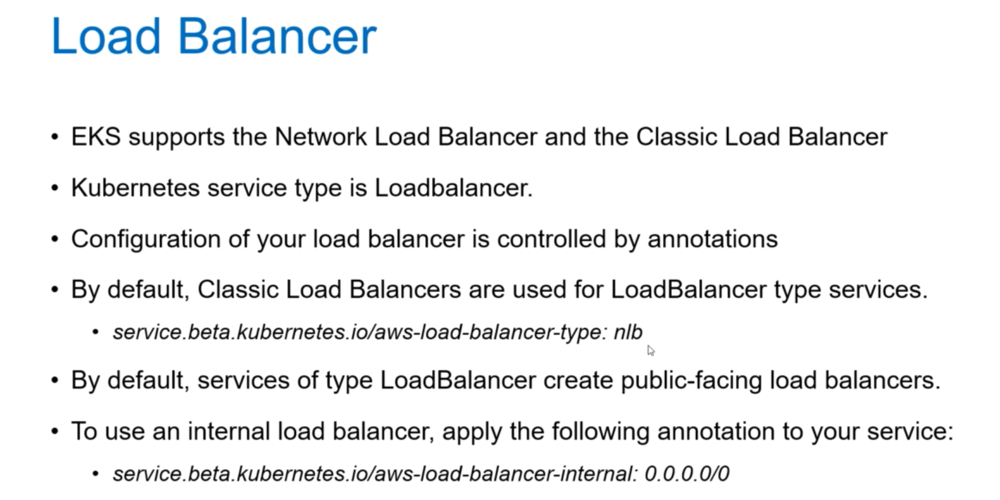 Load Balancer
• EKS supports the Network Load Balancer and the Classic Load Balancer
• Kubernetes service type is Loadbalancer.
• Configuration of your load balancer is controlled by annotations
• By default, Classic Load Balancers are used for LoadBalancer type services.
• service.beta.kubernetes.io/aws-load-balancer-type: nlb
• By default, services of type LoadBalancer create public-facing load balancers.
• To use an internal load balancer, apply the following annotation to your service:
• service.beta.kubernetes.io/aws-load-balancer-internal: 0.0.0.0/0